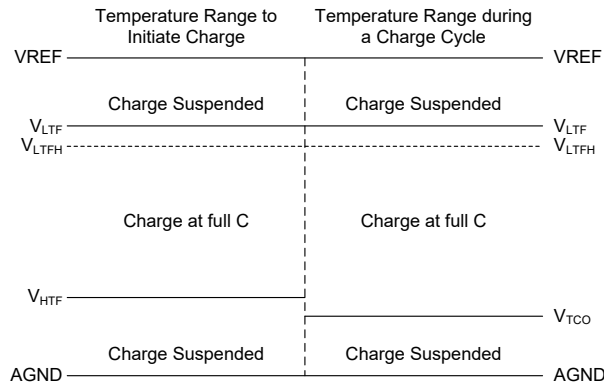 Temperature Range to
Initiate Charge
Temperature Range during
a Charge Cycle
VREF
VREF
Charge Suspended
Charge Suspended
VLTF
VLTF
VLTFH
VLTFH
Charge at full C
Charge at full C
VHTF
VTCO
Charge Suspended
Charge Suspended
AGND
AGND